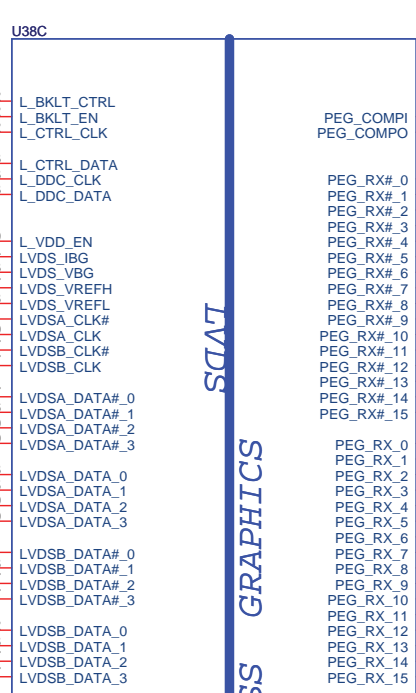 U38C
L_BKLT_CTRL
L_BKLT_EN
L_CTRL_CLK
L_CTRL_DATA
L_DDC_CLK
L_DDC_DATA
L_VDD_EN
LVDS_IBG
LVDS_VBG
LVDS_VREFH
LVDS_VREFL
LVDSA_CLK#
LVDSA_CLK
LVDSB_CLK#
LVDSB_CLK
LVDSA_DATA#_0
LVDSA_DATA#_1
LVDSA_DATA#_2
LVDSA_DATA#_3
LVDSA_DATA_0
LVDSA_DATA_1
LVDSA_DATA_2
LVDSA_DATA_3
LVDSB_DATA#_0
LVDSB_DATA#_1
LVDSB_DATA#_2
LVDSB_DATA#_3
LVDSB_DATA_0
LVDSB_DATA_1
LVDSB_DATA_2
LVDSB_DATA_3
LVDS
GRAPHICS
SS
PEG_COMPI
PEG_COMPO
PEG_RX#_0
PEG_RX#_1
PEG_RX#_2
PEG_RX#_3
PEG_RX#_4
PEG_RX#_5
PEG_RX#_6
PEG_RX#_7
PEG_RX#_8
PEG_RX#_9
PEG_RX#_10
PEG_RX#_11
PEG_RX#_12
PEG_RX#_13
PEG_RX#_14
PEG_RX#_15
PEG_RX_0
PEG_RX_1
PEG_RX_2
PEG_RX_3
PEG_RX_4
PEG_RX_5
PEG_RX_6
PEG_RX_7
PEG_RX_8
PEG_RX_9
PEG_RX_10
PEG_RX_11
PEG_RX_12
PEG_RX_13
PEG_RX_14
PEG_RX_15